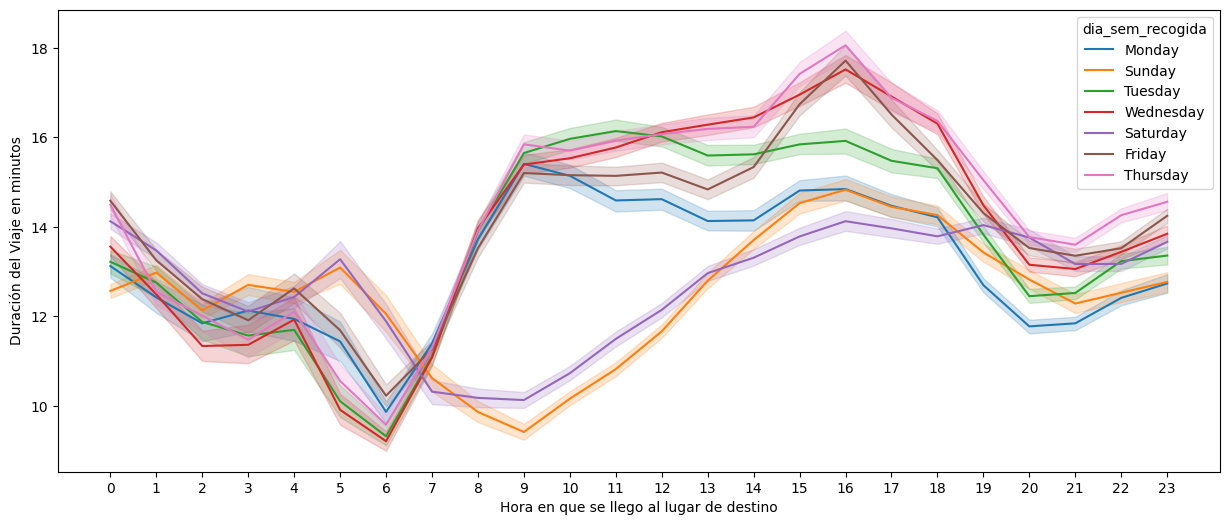 dia_sem_recogida
Monday
Sunday
Tuesday
Wednesday
Saturday
Friday
Thursday
Duración del Viaje en minutos
18
16
14
12
10
0 1 2 3 4 5 6 7 8 9 10 11 12 13 14 15 16 17 18 19 20 21 22 23
Hora en que se llego al lugar de destino